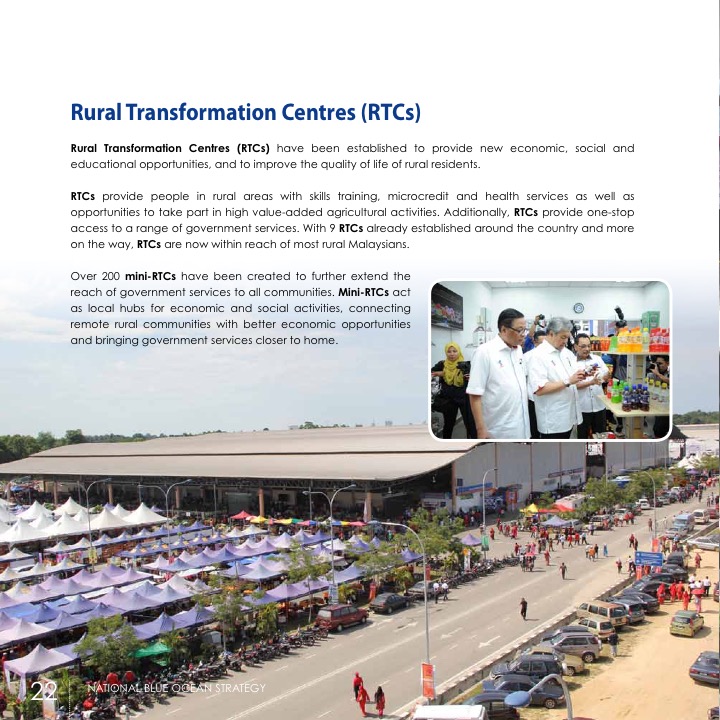 Rural Transformation Centres (RTCs)
Rural Transformation Centres (RTCs) have been established to provide new economic, social and
educational opportunities, and to improve the quality of life of rural residents.
RTCs provide people in rural areas with skills training, microcredit and health services as well as
opportunities to take part in high value-added agricultural activities. Additionally, RTCs provide one-stop
access to a range of government services. With 9 RTCs already established around the country and more
on the way, RTCs are now within reach of most rural Malaysians.
Over 200 mini-RTCs have been created to further extend the
reach of government services to all communities. Mini-RTCs act
as local hubs for economic and social activities, connecting
remote rural communities with better economic opportunities
and bringing government services closer to home.
22 NATIONAL BLUE OCEAN STRATEGY